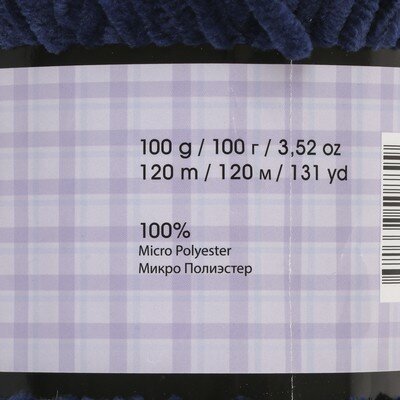 100 g / 100 г / 3,52 oz
120 m / 120 м / 131 yd
100%
Micro Polyester
Микро Полиэстер